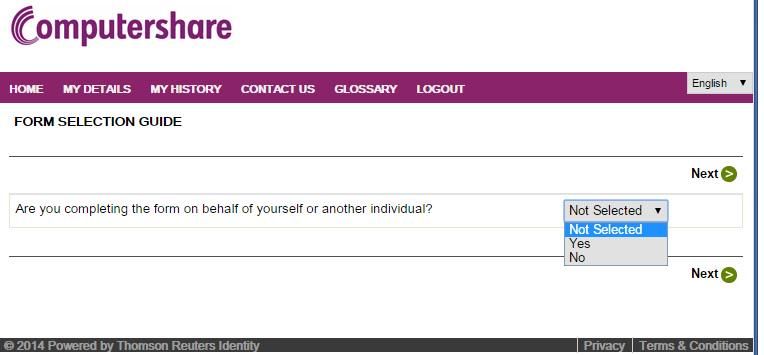 Computershare
HOME MY DETAILS MY HISTORY CONTACT US GLOSSARY LOGOUT English
FORM SELECTION GUIDE
Next >
Are you completing the form on behalf of yourself or another individual? Not Selected
Not Selected
Yes
No
Next >
© 2014 Powered by Thomson Reuters Identity Privacy Terms & Conditions